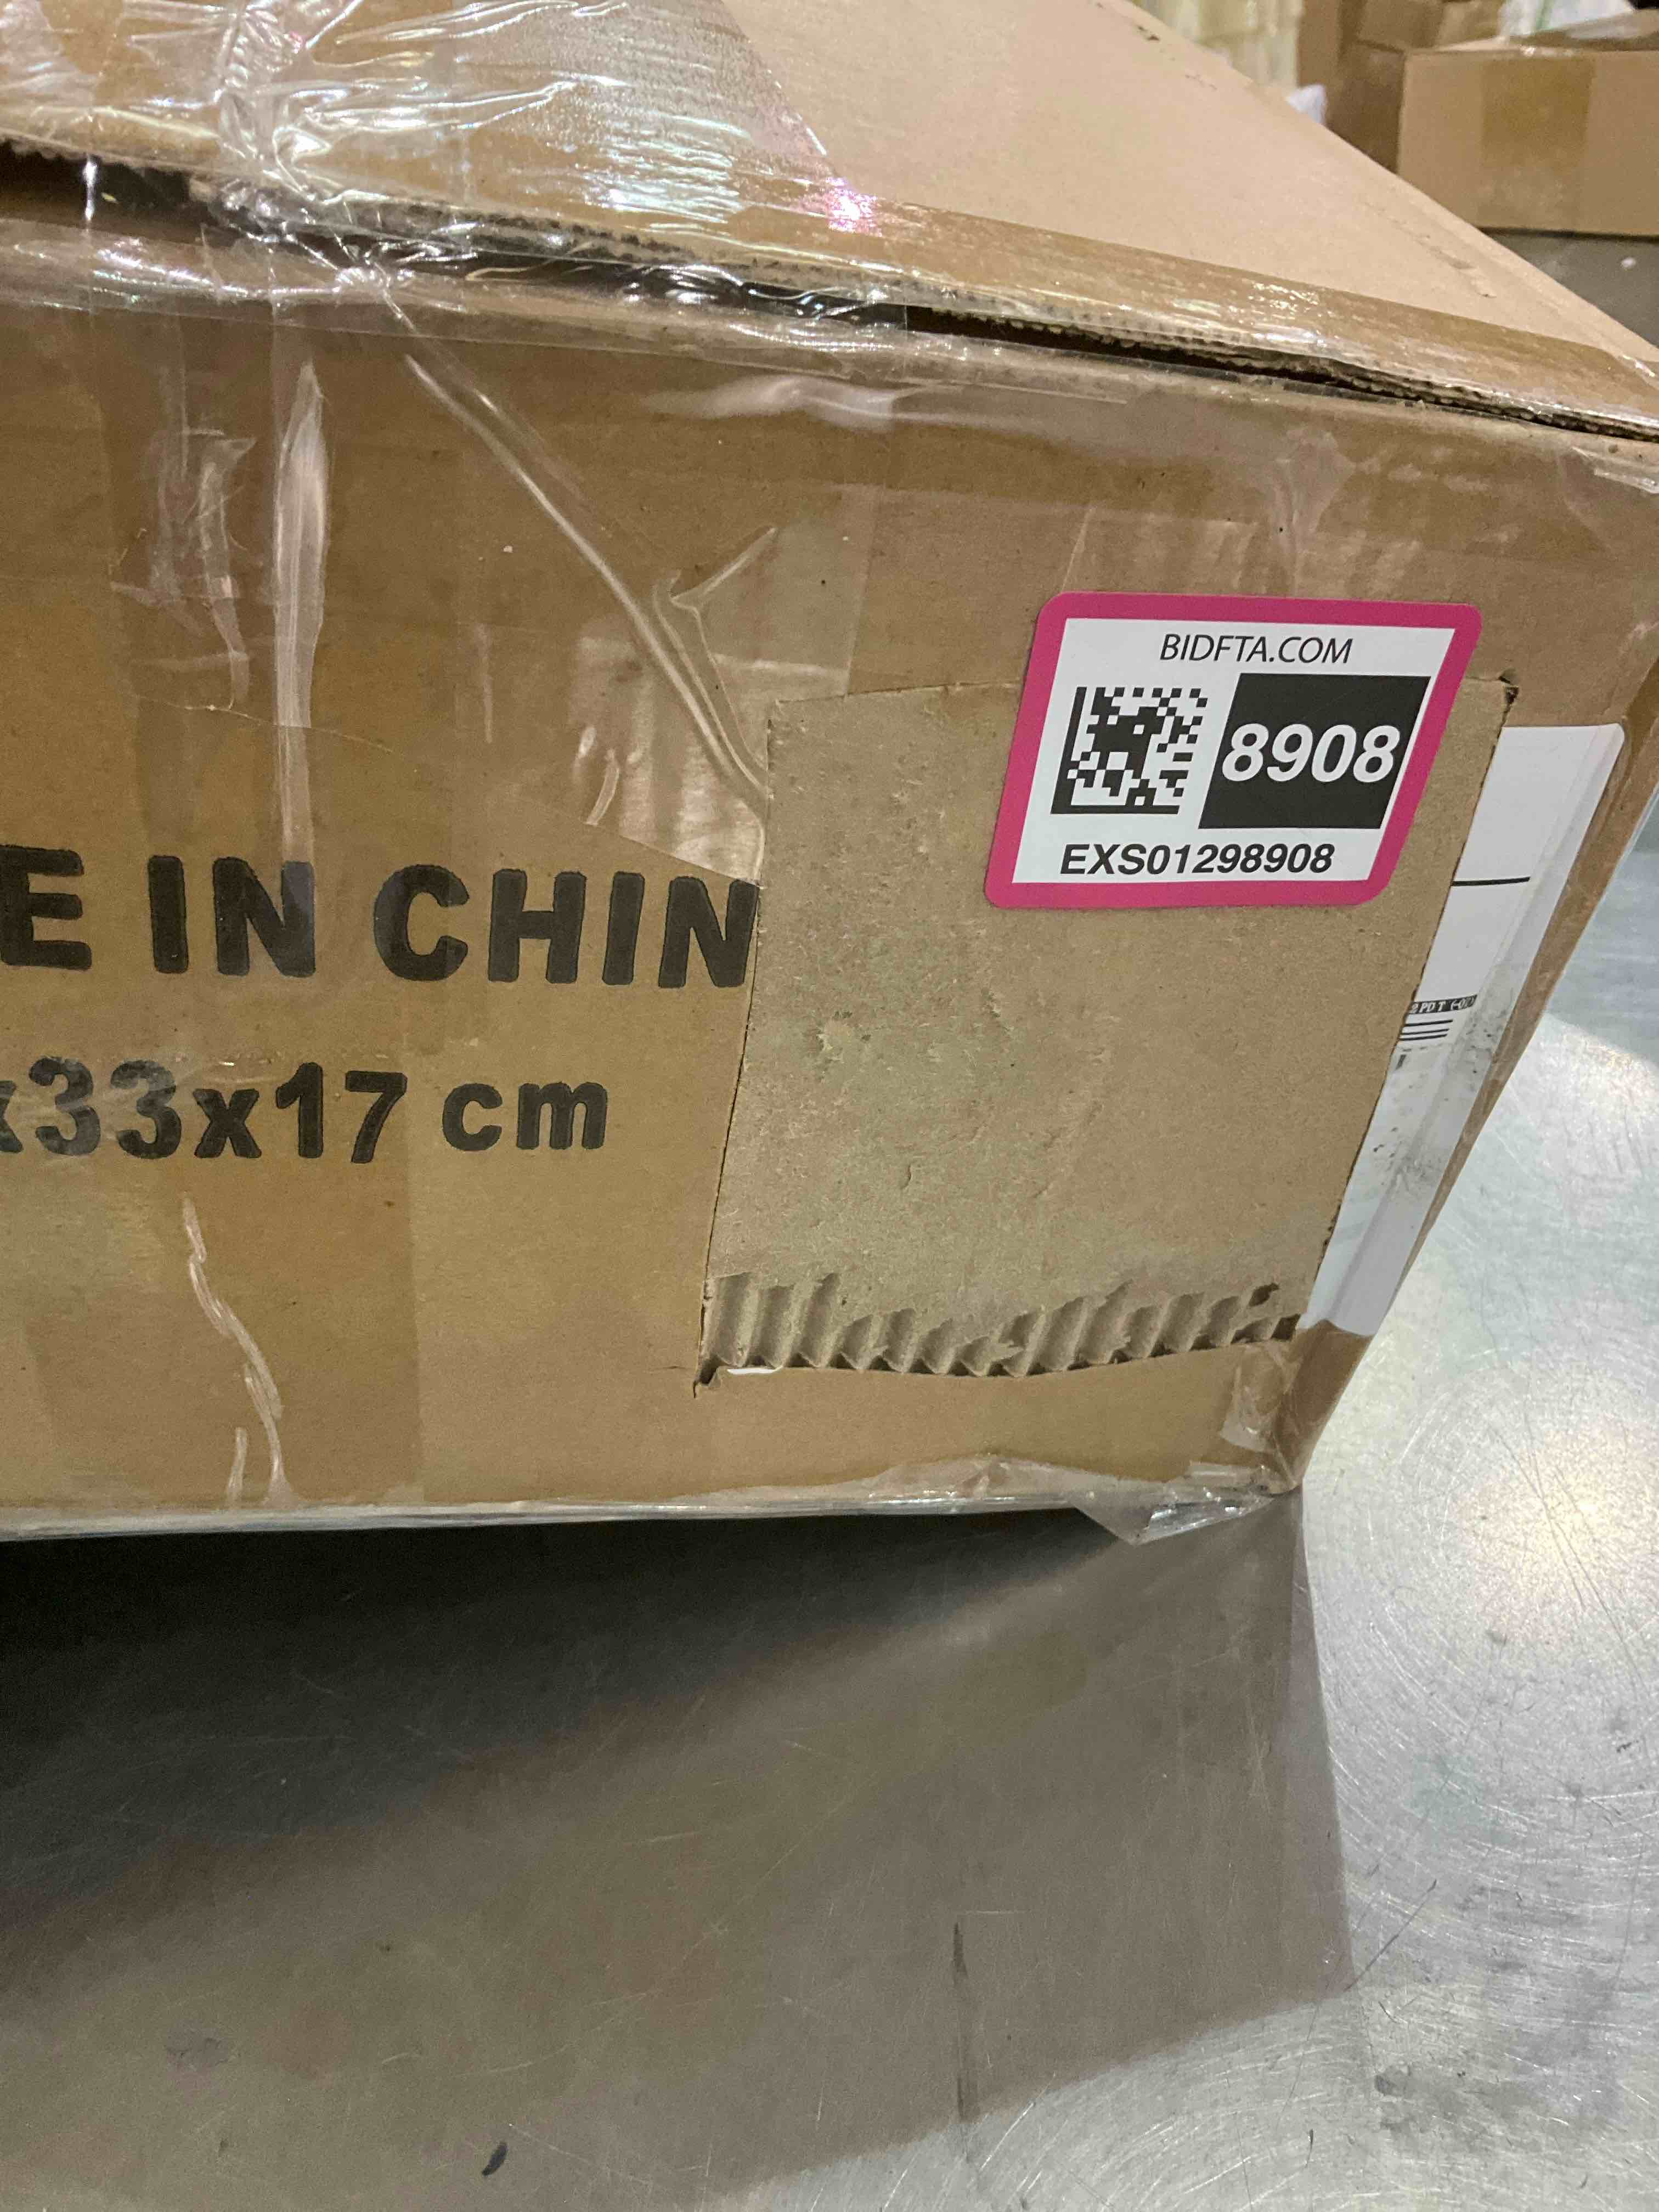 BIDFTA.COM
8908
EXS01298908
E IN CHIN
x33x17 cm